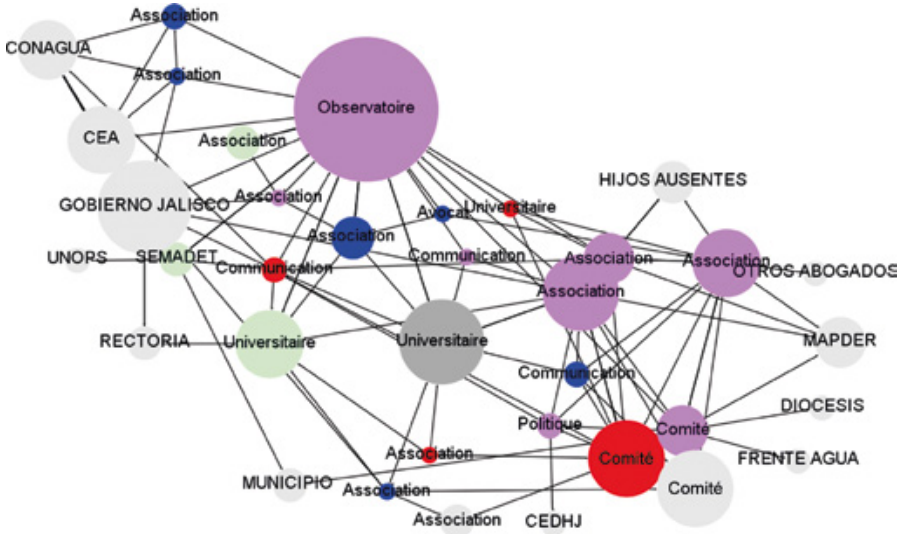 Association
CONAGUA
Association
Observatoire
CEA
Association
HIJOS AUSENTES
Association
GOBIERNO JALISCO
Avocat
Universitaire
Association
UNOPS
SEMADET
Communication
Communication
Association
Association
OTROS ABOGADOS
Association
RECTORIA
Universitaire
Universitaire
MAPDER
Communication
DIOCESIS
Politique
Comité
Association
Comité
FRENTE AGUA
MUNICIPIO
Association
Comité
Association
CEDHJ